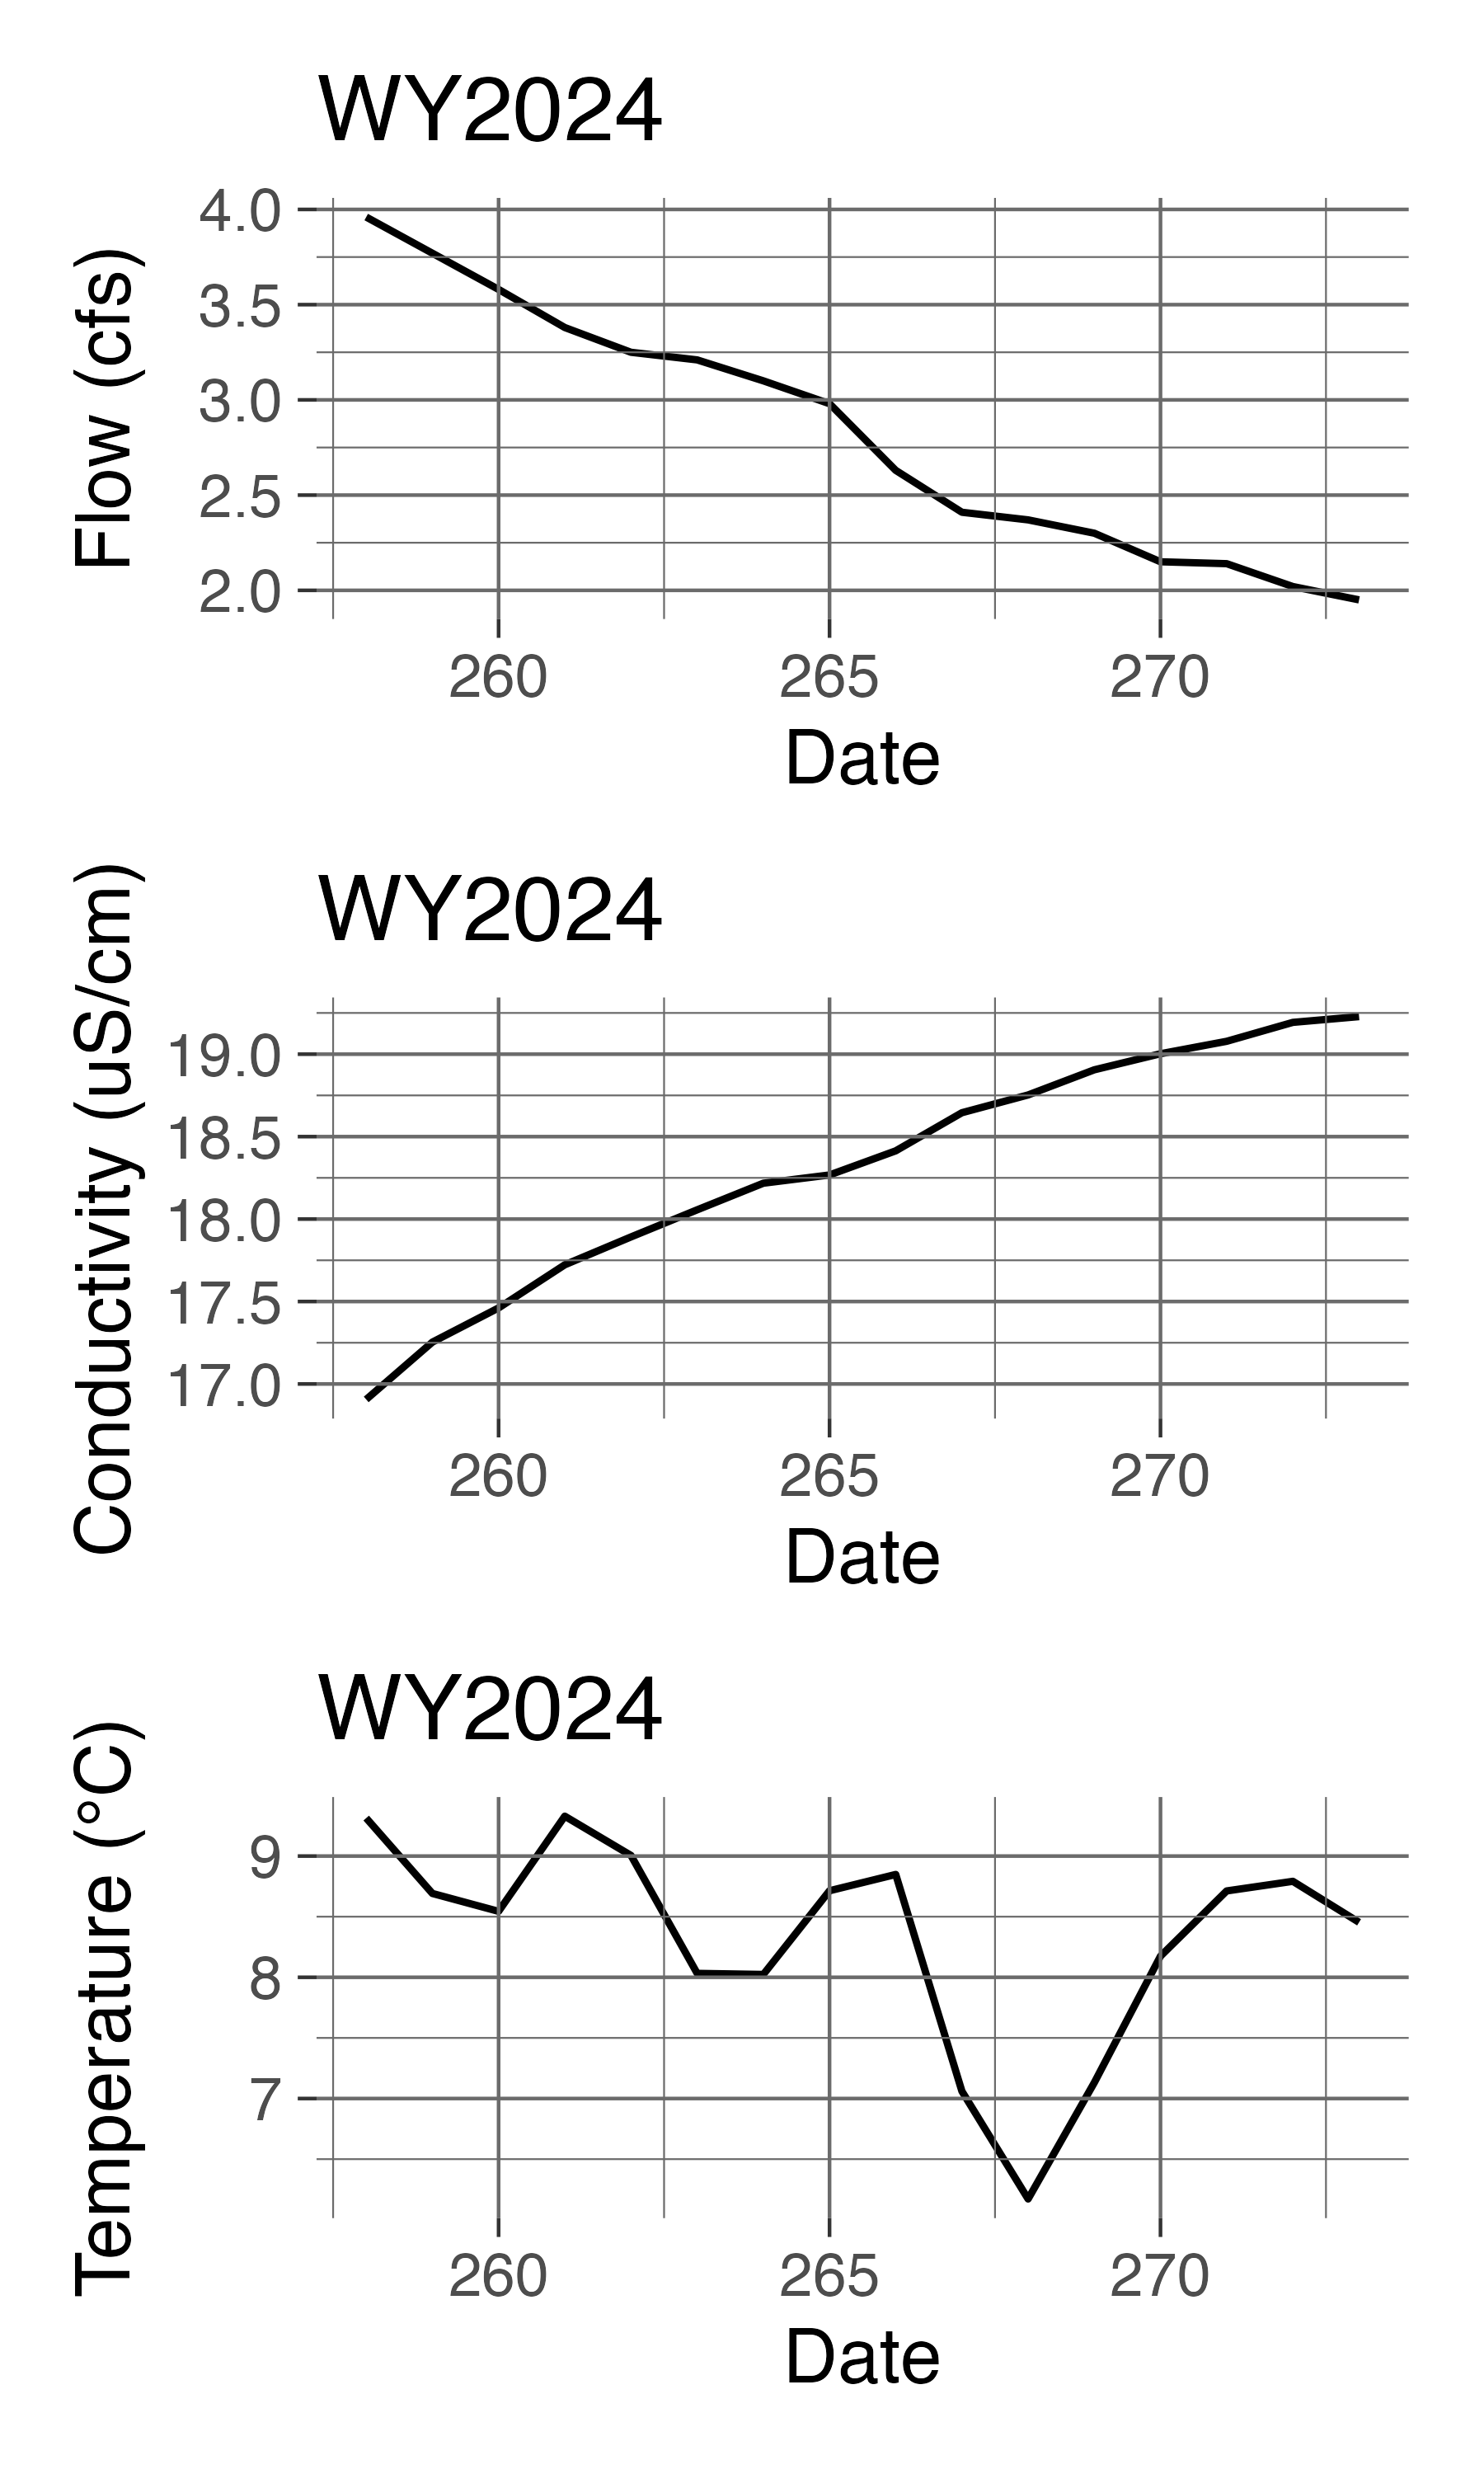 WY2024
Flow (cfs)
4.0
3.5
3.0
2.5
2.0
260 265 270
Date
WY2024
Conductivity (uS/cm)
19.0
18.5
18.0
17.5
17.0
260 265 270
Date
WY2024
Temperature (°C)
9
8
7
260 265 270
Date